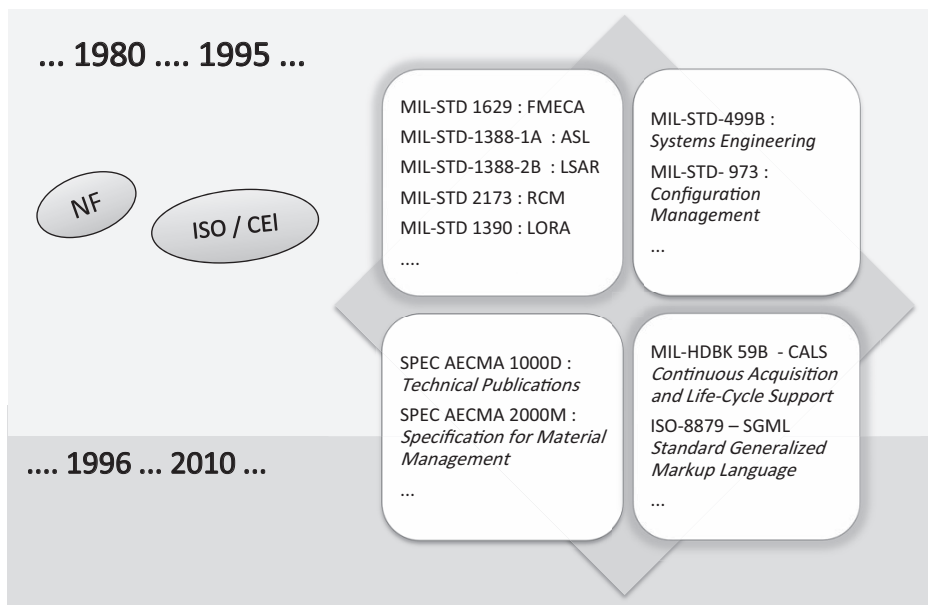 ... 1980 .... 1995 ...
NF
ISO / CEI
MIL-STD 1629 : FMECA
MIL-STD-1388-1A : ASL
MIL-STD-1388-2B : LSAR
MIL-STD 2173 : RCM
MIL-STD 1390 : LORA
....
MIL-STD-499B :
Systems Engineering
MIL-STD- 973 :
Configuration
Management
...
SPEC AECMA 1000D :
Technical Publications
SPEC AECMA 2000M :
Specification for Material
Management
...
MIL-HDBK 59B - CALS
Continuous Acquisition
and Life-Cycle Support
ISO-8879 – SGML
Standard Generalized
Markup Language
...
.... 1996 ... 2010 ...